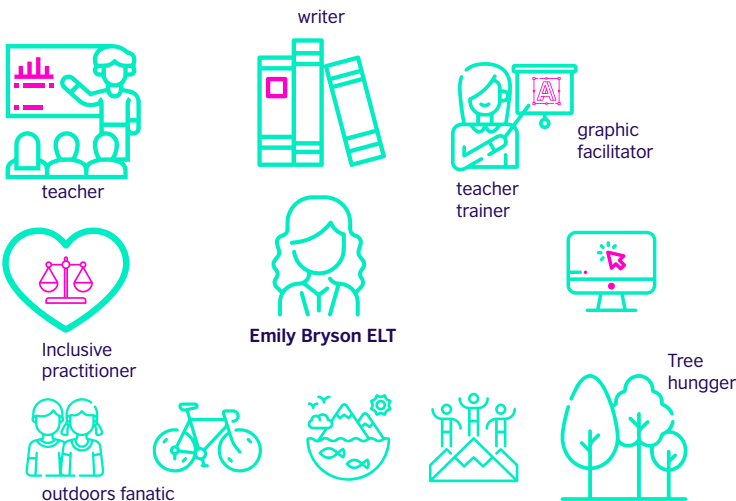 writer
teacher
graphic
facilitator
teacher
trainer
A
Emily Bryson ELT
Inclusive
practitioner
Tree
hungger
outdoors fanatic